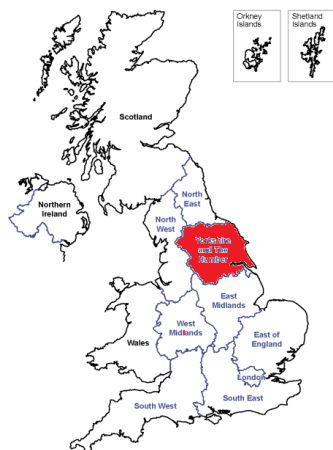 Orkney
Islands
Shetland
Islands
Scotland
North
East
Northern
Ireland
North
West
Yorkshire
and The
Humber
East
Midlands
West
Midlands
Wales
East of
England
London
South West
South East